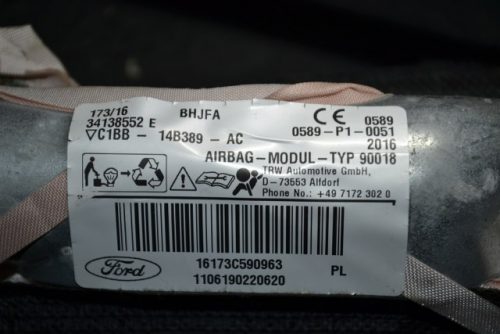 173/16 BHJFA CE 0589
34138552 E 0589-P1-0051
▽C1BB - 14B389 - AC 2016
AIRBAG-MODUL-TYP 90018
TRW Automotive GmbH,
D-73553 Alfdorf
Phone No.: +49 7172 302 0
16173C590963 PL
Ford 1106190220620